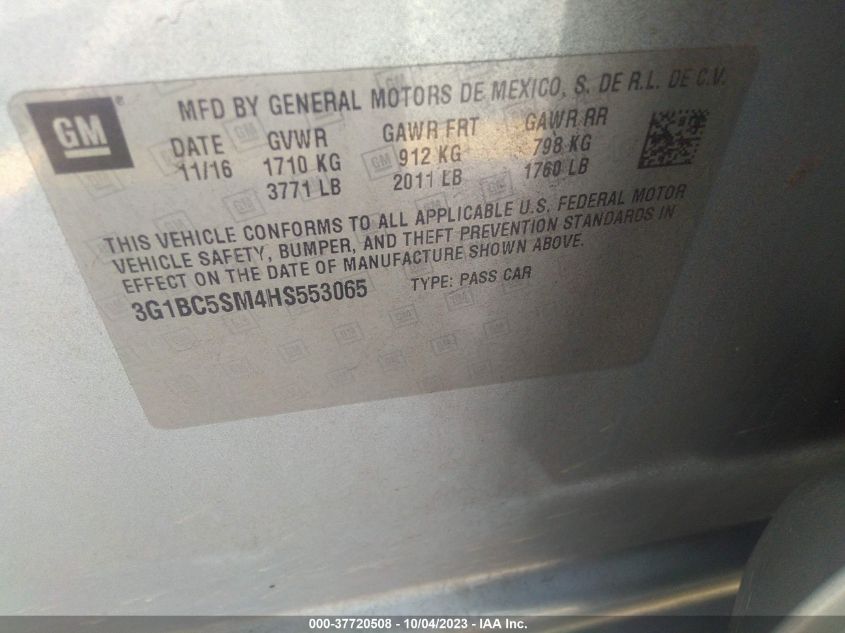 GM®
MFD BY GENERAL MOTORS DE MEXICO, S. DE R.L. DE C.V.
DATE GVWR GAWR FRT GAWR RR
11/16 1710 KG 912 KG 798 KG
3771 LB 2011 LB 1760 LB
THIS VEHICLE CONFORMS TO ALL APPLICABLE U.S. FEDERAL MOTOR
VEHICLE SAFETY, BUMPER, AND THEFT PREVENTION STANDARDS IN
EFFECT ON THE DATE OF MANUFACTURE SHOWN ABOVE.
3G1BC5SM4HS553065 TYPE: PASS CAR
000-37720508 - 10/04/2023 - IAA Inc.